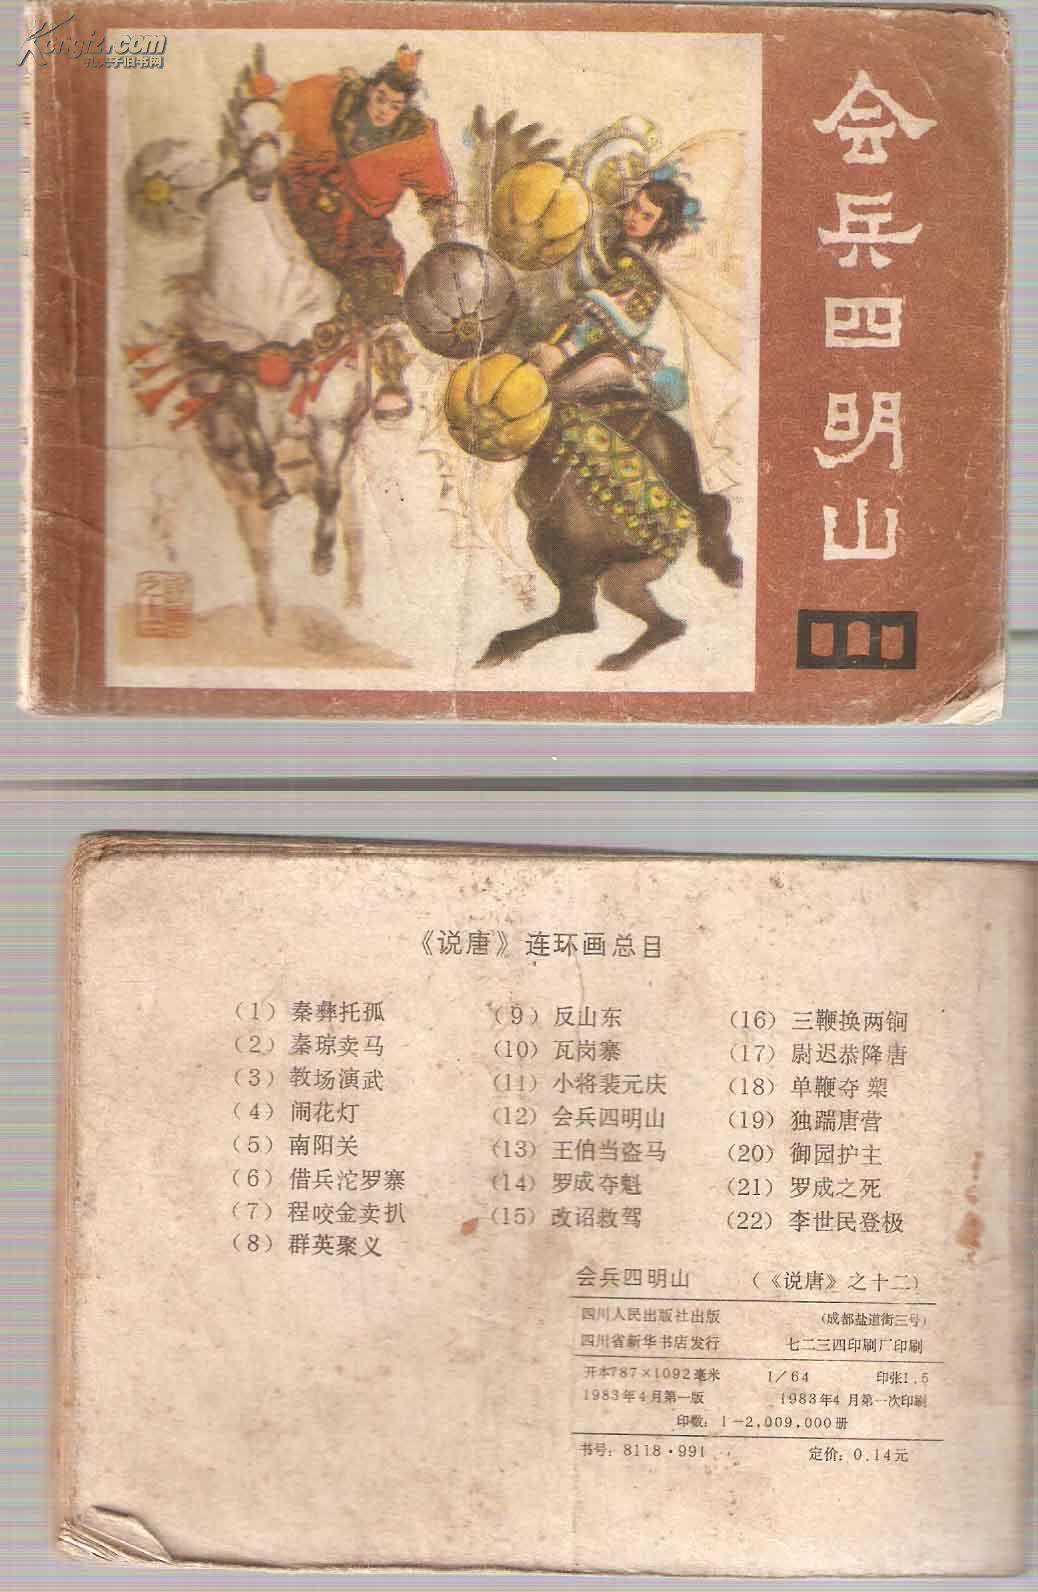 Kongfz.com
孔夫子旧书网
会兵四明山
《说唐》连环画总目
(1) 秦彝托孤
(2) 秦琼卖马
(3) 教场演武
(4) 闹花灯
(5) 南阳关
(6) 借兵沱罗寨
(7) 程咬金卖扒
(8) 群英聚义
(9) 反山东
(10) 瓦岗寨
(11) 小将裴元庆
(12) 会兵四明山
(13) 王伯当盗马
(14) 罗成夺魁
(15) 改诏救驾
(16) 三鞭换两锏
(17) 尉迟恭降唐
(18) 单鞭夺槊
(19) 独踹唐营
(20) 御园护主
(21) 罗成之死
(22) 李世民登极
会兵四明山 (《说唐》之十二)
四川人民出版社出版 (成都盐道街三号)
四川省新华书店发行 七二三四印刷厂印刷
开本787×1092毫米 1/64 印张1.5
1983年4月第一版 1983年4月第一次印刷
印数: 1-2,009,000册
书号: 8118·991 定价: 0.14元